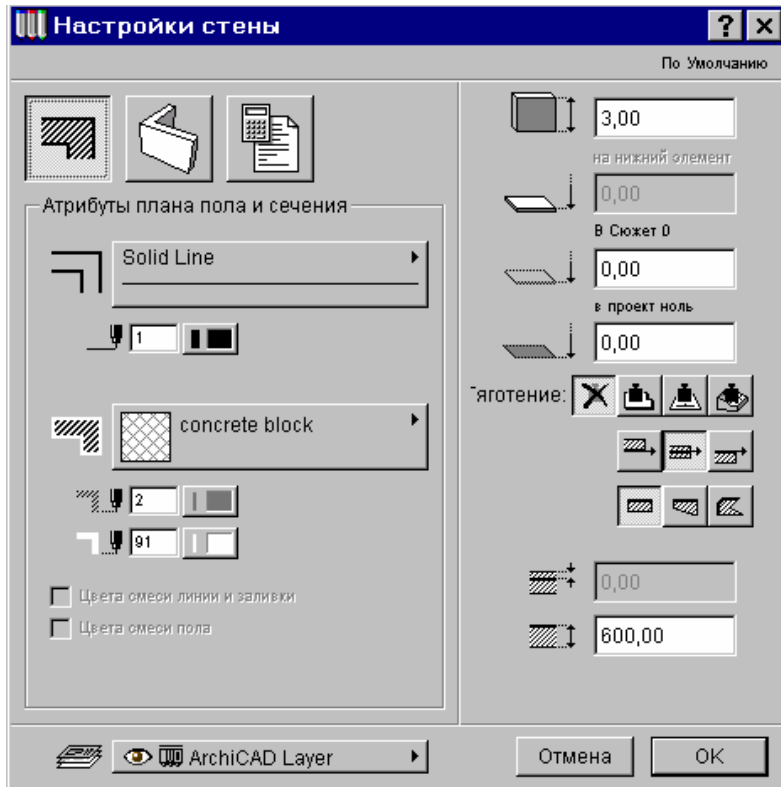 Настройки стены
По Умолчанию
3,00
на нижний элемент
0,00
Атрибуты плана пола и сечения
В Сюжет 0
Solid Line
0,00
в проект ноль
1
0,00
яготение:
concrete block
2
91
Цвета смеси линии и заливки
0,00
Цвета смеси пола
600,00
ArchiCAD Layer
Отмена
OK